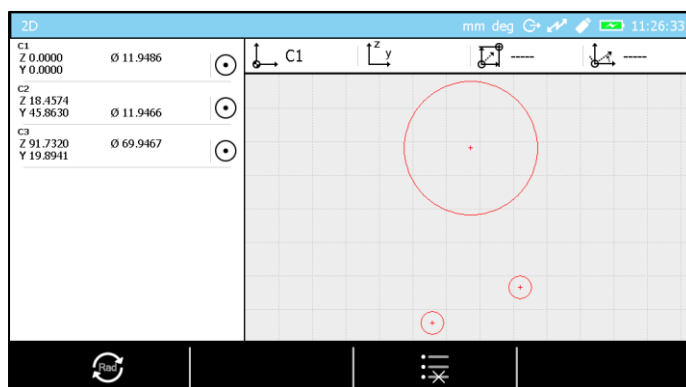 2D mm deg 11:26:33
C1
Z 0.0000 Ø 11.9486
Y 0.0000
C2
Z 18.4574
Y 45.8630 Ø 11.9466
C3
Z 91.7320 Ø 69.9467
Y 19.8941
C1 z y ----- -----
Rad